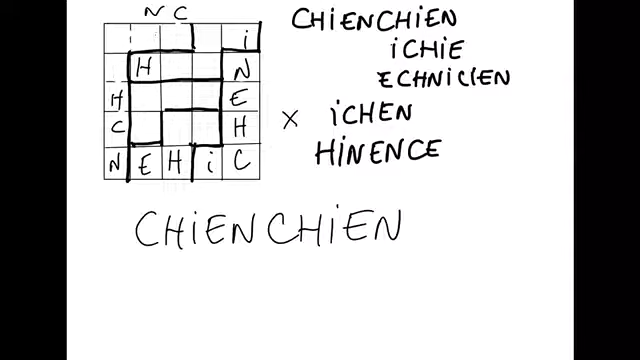 N C
i
H N
H E
C H
N E H i C
CHiENCHiEN
iCHiE
ECHNiCiEN
x iCHEN
HiNENCE
CHiENCHiEN